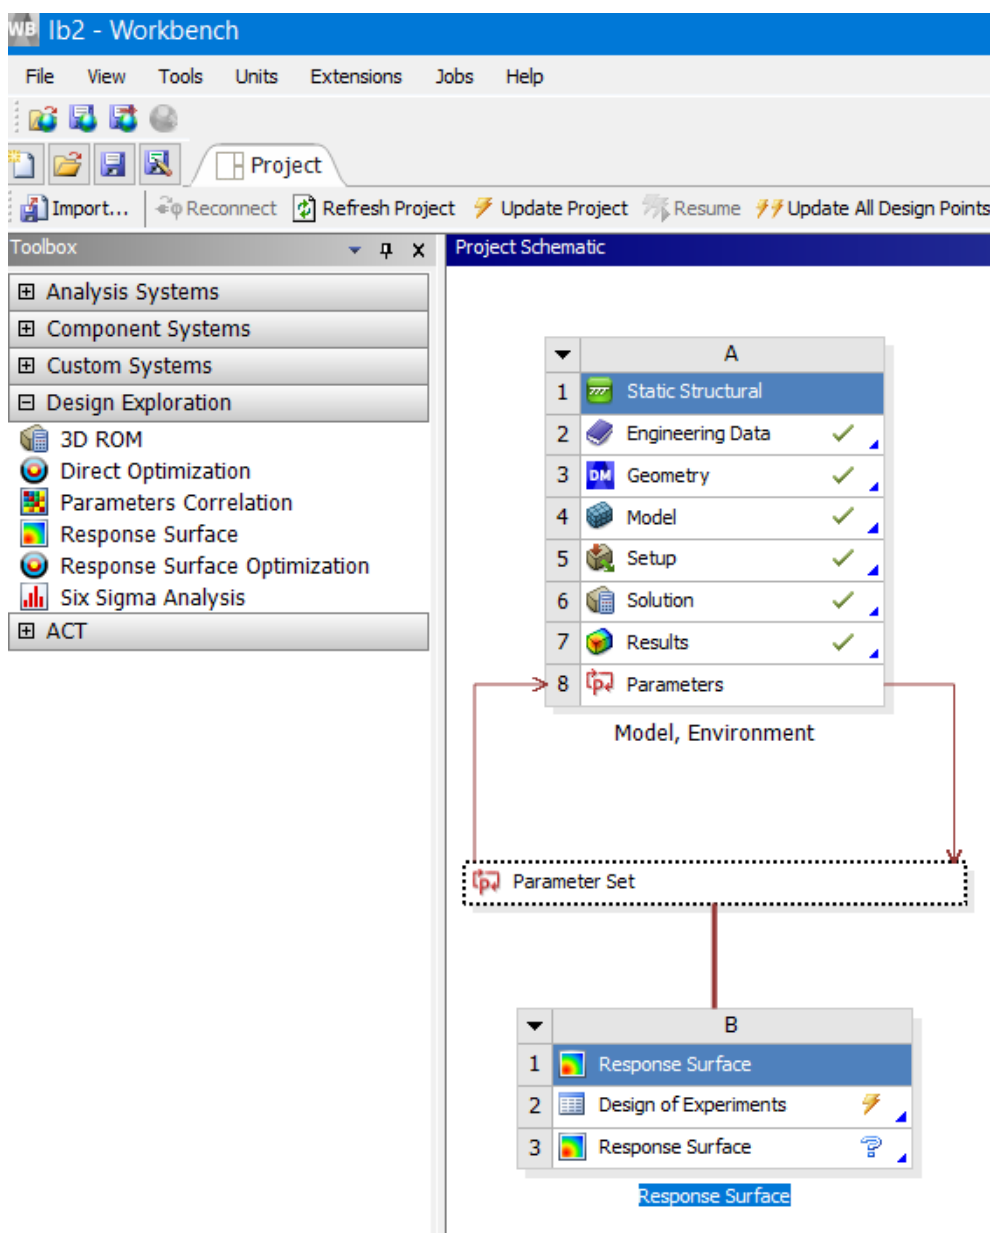 WB lb2 - Workbench
File View Tools Units Extensions Jobs Help
Project
Import... Reconnect Refresh Project Update Project Resume Update All Design Points
Toolbox
Project Schematic
Analysis Systems
Component Systems
Custom Systems
Design Exploration
3D ROM
Direct Optimization
Parameters Correlation
Response Surface
Response Surface Optimization
Six Sigma Analysis
ACT
A
1 Static Structural
2 Engineering Data
3 DM Geometry
4 Model
5 Setup
6 Solution
7 Results
8 Parameters
Model, Environment
Parameter Set
B
1 Response Surface
2 Design of Experiments
3 Response Surface
Response Surface